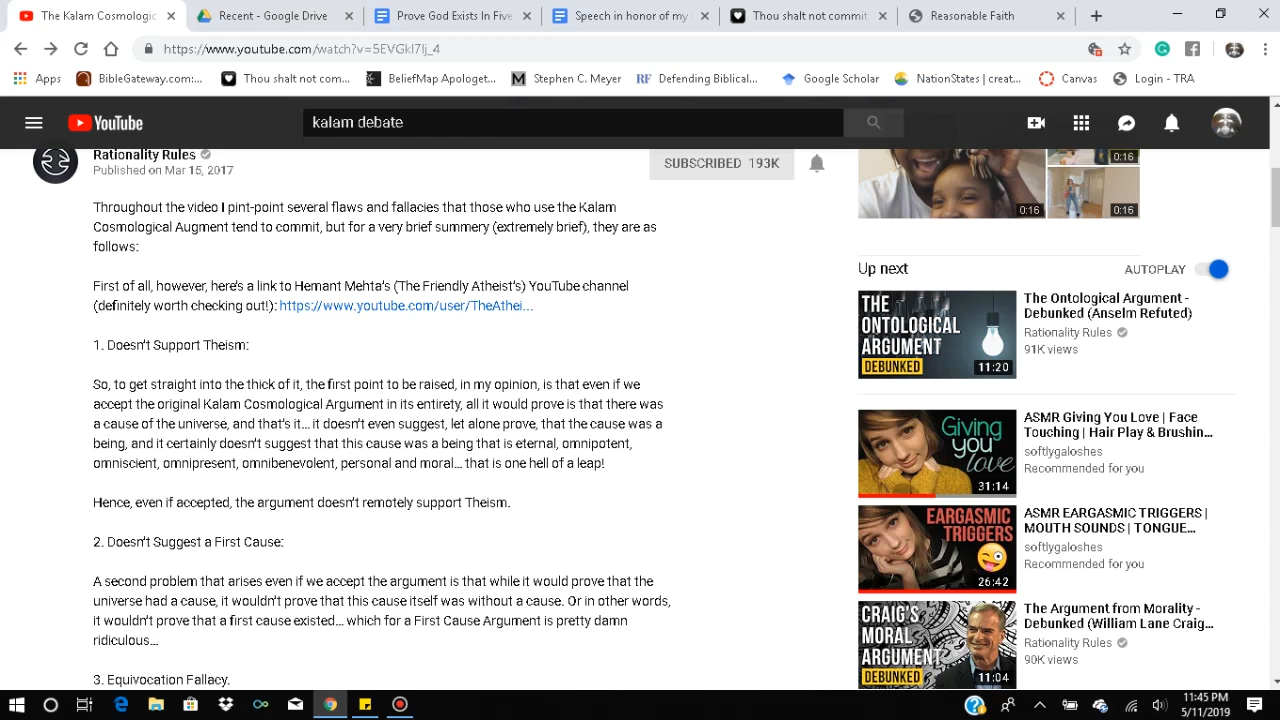 The Kalam Cosmologic
Recent - Google Drive
Prove God Exists In Five
Speech in honor of my
Thou shalt not commit
Reasonable Faith
https://www.youtube.com/watch?v=5EVGkI7Ij_4
Apps
BibleGateway.com:...
Thou shalt not com...
BeliefMap Apologet...
M
Stephen C. Meyer
RF
Defending Biblical...
Google Scholar
NationStates | creat...
Canvas
Login - TRA
YouTube
kalam debate
Rationality Rules
Published on Mar 15, 2017
SUBSCRIBED 193K
Throughout the video I pint-point several flaws and fallacies that those who use the Kalam
Cosmological Augment tend to commit, but for a very brief summery (extremely brief), they are as
follows:
First of all, however, here's a link to Hemant Mehta's (The Friendly Atheist's) YouTube channel
(definitely worth checking out!): https://www.youtube.com/user/TheAthei...
1. Doesn't Support Theism:
So, to get straight into the thick of it, the first point to be raised, in my opinion, is that even if we
accept the original Kalam Cosmological Argument in its entirety, all it would prove is that there was
a cause of the universe, and that's it... it doesn't even suggest, let alone prove, that the cause was a
being, and it certainly doesn't suggest that this cause was a being that is eternal, omnipotent,
omniscient, omnipresent, omnibenevolent, personal and moral... that is one hell of a leap!
Hence, even if accepted, the argument doesn't remotely support Theism.
2. Doesn't Suggest a First Cause:
A second problem that arises even if we accept the argument is that while it would prove that the
universe had a cause, it wouldn't prove that this cause itself was without a cause. Or in other words,
it wouldn't prove that a first cause existed... which for a First Cause Argument is pretty damn
ridiculous...
3. Equivocation Fallacy.
0:16
0:16
0:16
Up next
AUTOPLAY
THE
ONTOLOGICAL
ARGUMENT
DEBUNKED
11:20
The Ontological Argument -
Debunked (Anselm Refuted)
Rationality Rules
91K views
Giving
you
love
31:14
ASMR Giving You Love | Face
Touching | Hair Play & Brushin...
softlygaloshes
Recommended for you
EARGASMIC
TRIGGERS
26:42
ASMR EARGASMIC TRIGGERS |
MOUTH SOUNDS | TONGUE...
softlygaloshes
Recommended for you
CRAIG'S
MORAL
ARGUMENT
DEBUNKED
11:04
The Argument from Morality -
Debunked (William Lane Craig...
Rationality Rules
90K views
11:45 PM
5/11/2019